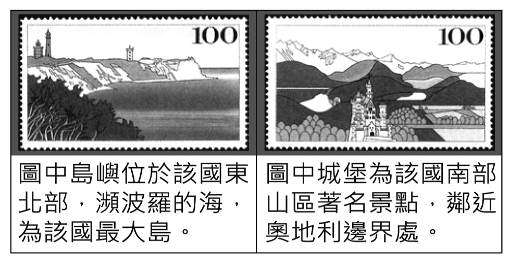 100
100
圖中島嶼位於該國東
北部，瀕波羅的海，
為該國最大島。
圖中城堡為該國南部
山區著名景點，鄰近
奧地利邊界處。